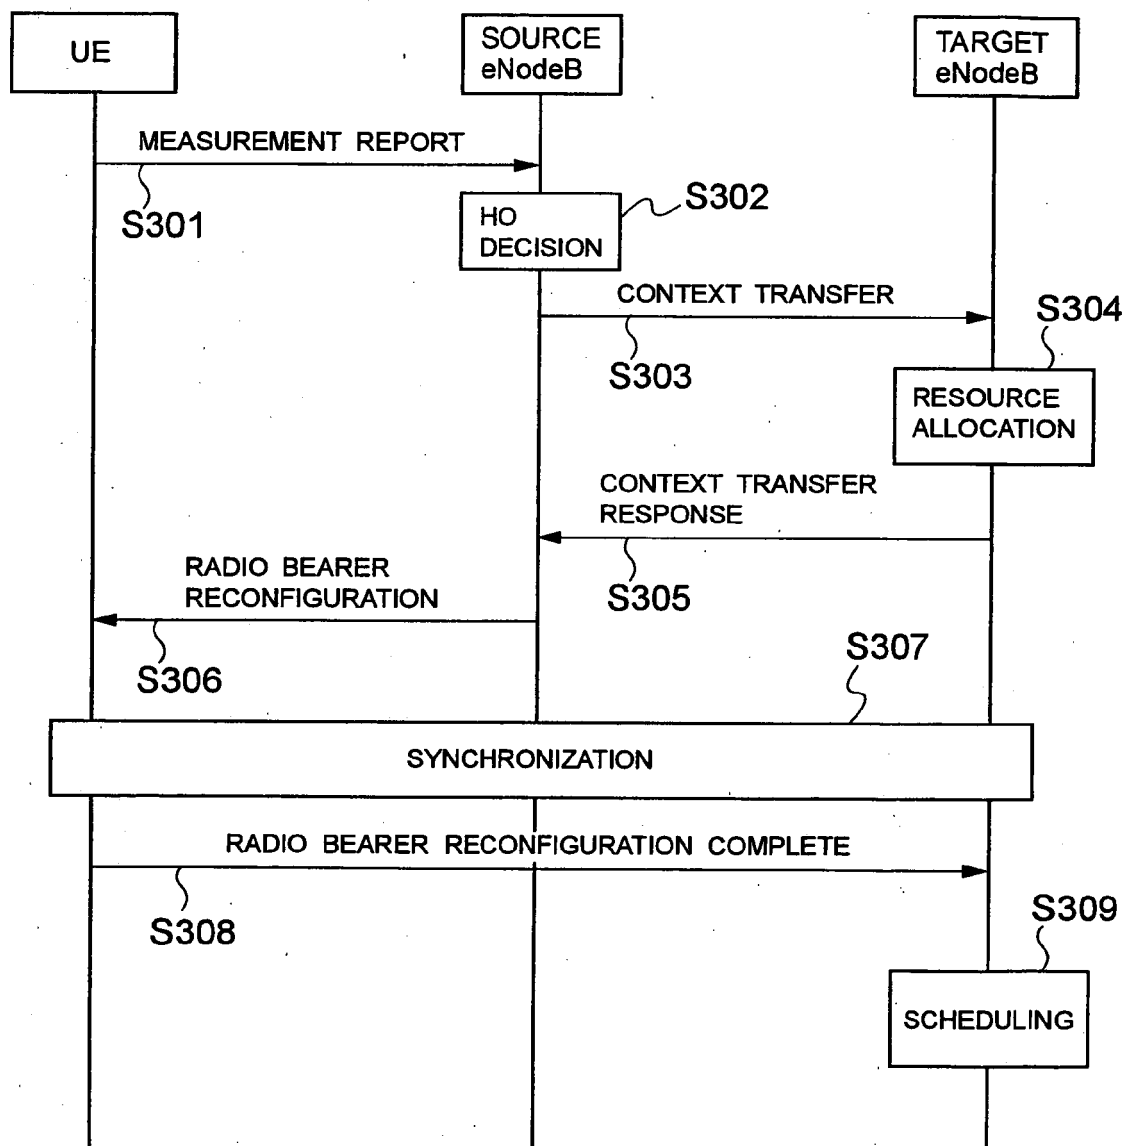 UE
SOURCE
eNodeB
TARGET
eNodeB
MEASUREMENT REPORT
S301
HO
DECISION
S302
CONTEXT TRANSFER
S303
S304
RESOURCE
ALLOCATION
CONTEXT TRANSFER
RESPONSE
S305
RADIO BEARER
RECONFIGURATION
S306
S307
SYNCHRONIZATION
RADIO BEARER RECONFIGURATION COMPLETE
S308
S309
SCHEDULING